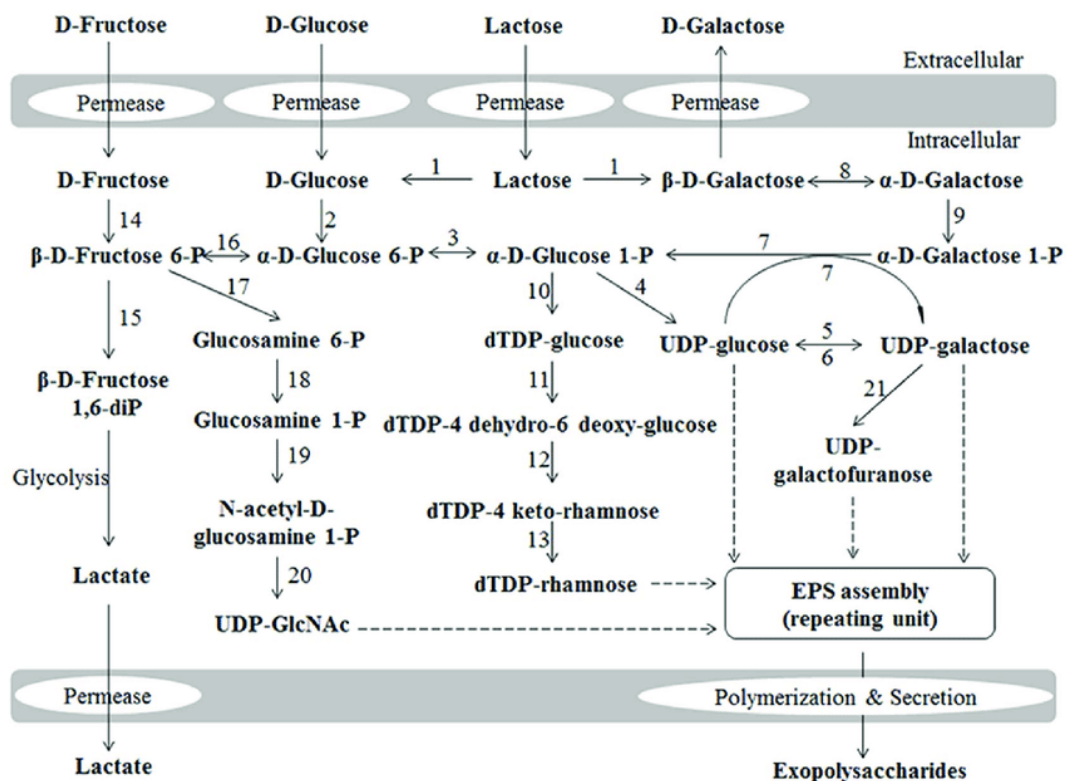 D-Fructose D-Glucose Lactose D-Galactose
Extracellular
Permease Permease Permease Permease
Intracellular
D-Fructose D-Glucose 1 Lactose 1 β-D-Galactose 8 α-D-Galactose
14 2 9
β-D-Fructose 6-P 16 α-D-Glucose 6-P 3 α-D-Glucose 1-P 7 α-D-Galactose 1-P
7
17 10 4
15
Glucosamine 6-P dTDP-glucose UDP-glucose 5 UDP-galactose
6
β-D-Fructose
1,6-diP
18 11 21
Glucosamine 1-P dTDP-4 dehydro-6 deoxy-glucose
UDP-
galactofuranose
Glycolysis 19 12
N-acetyl-D-
glucosamine 1-P
dTDP-4 keto-rhamnose
13
Lactate 20 dTDP-rhamnose
EPS assembly
(repeating unit)
UDP-GlcNAc
Permease Polymerization & Secretion
Lactate Exopolysaccharides